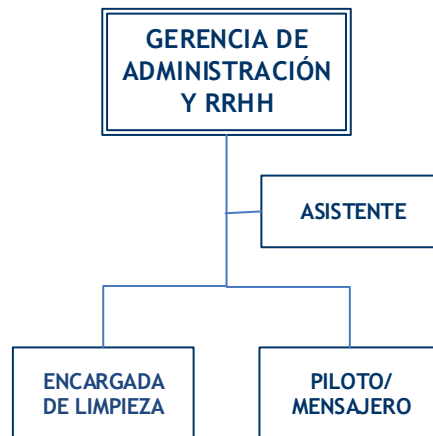 GERENCIA DE
ADMINISTRACIÓN
Y RRHH
ASISTENTE
ENCARGADA
DE LIMPIEZA
PILOTO/
MENSAJERO